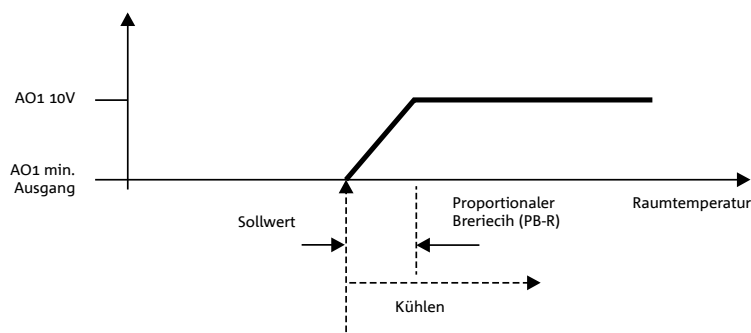 AO1 10V
AO1 min.
Ausgang
Sollwert
Proportionaler
Breriecih (PB-R)
Raumtemperatur
Kühlen